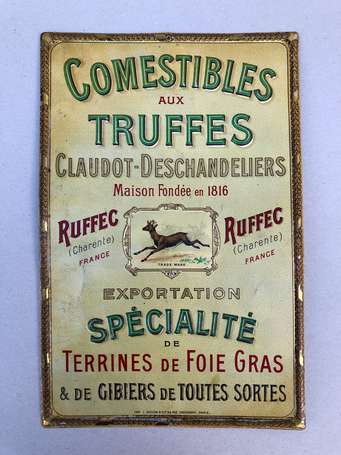 COMESTIBLES
AUX
TRUFFES
CLAUDOT-DESCHANDELIERS
Maison Fondée en 1816
RUFFEC
(Charente)
FRANCE
TRADE MARK
RUFFEC
(Charente)
FRANCE
EXPORTATION
SPÉCIALITÉ
DE
TERRINES DE FOIE GRAS
& DE GIBIERS DE TOUTES SORTES